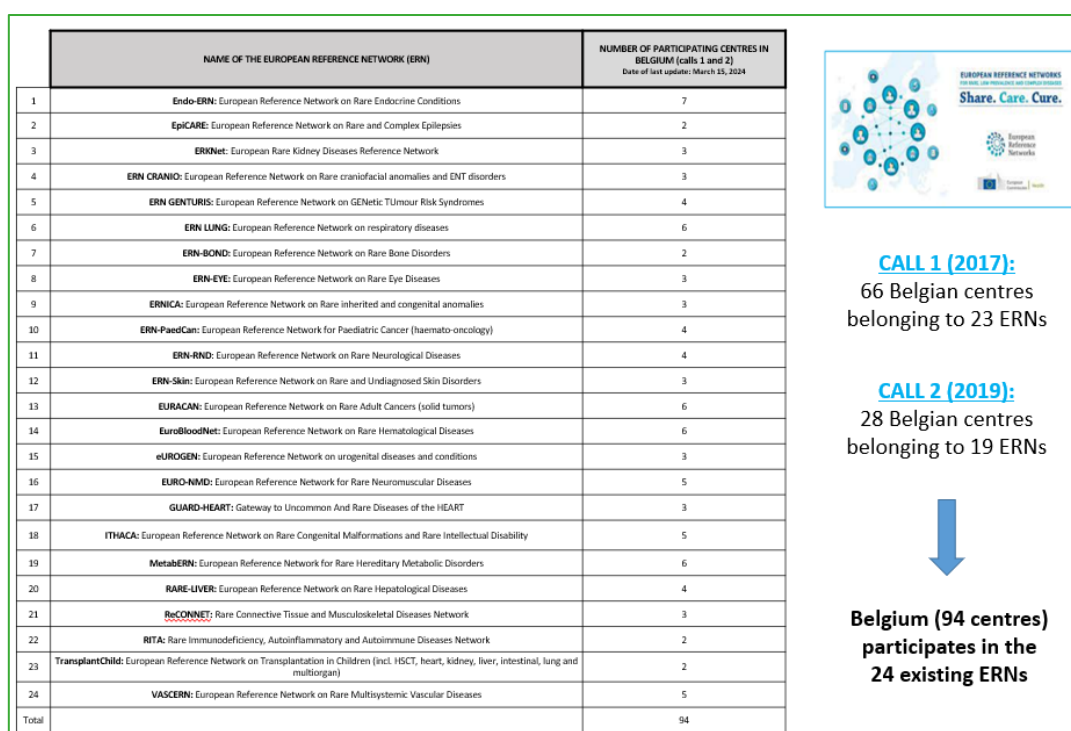 NAME OF THE EUROPEAN REFERENCE NETWORK (ERN)
NUMBER OF PARTICIPATING CENTRES IN
BELGIUM (calls 1 and 2)
Date of last update: March 15, 2024
1 Endo-ERN: European Reference Network on Rare Endocrine Conditions 7
2 EpiCARE: European Reference Network on Rare and Complex Epilepsies 2
3 ERKNet: European Rare Kidney Diseases Reference Network 3
4 ERN CRANIO: European Reference Network on Rare craniofacial anomalies and ENT disorders 3
5 ERN GENTURIS: European Reference Network on GENetic TUmour RIsk Syndromes 4
6 ERN LUNG: European Reference Network on respiratory diseases 6
7 ERN-BOND: European Reference Network on Rare Bone Disorders 2
8 ERN-EYE: European Reference Network on Rare Eye Diseases 3
9 ERNICA: European Reference Network on Rare inherited and congenital anomalies 3
10 ERN-PaedCan: European Reference Network for Paediatric Cancer (haemato-oncology) 4
11 ERN-RND: European Reference Network on Rare Neurological Diseases 4
12 ERN-Skin: European Reference Network on Rare and Undiagnosed Skin Disorders 3
13 EURACAN: European Reference Network on Rare Adult Cancers (solid tumors) 6
14 EuroBloodNet: European Reference Network on Rare Hematological Diseases 6
15 eUROGEN: European Reference Network on urogenital diseases and conditions 3
16 EURO-NMD: European Reference Network for Rare Neuromuscular Diseases 5
17 GUARD-HEART: Gateway to Uncommon And Rare Diseases of the HEART 3
18 ITHACA: European Reference Network on Rare Congenital Malformations and Rare Intellectual Disability 5
19 MetabERN: European Reference Network for Rare Hereditary Metabolic Disorders 6
20 RARE-LIVER: European Reference Network on Rare Hepatological Diseases 4
21 ReCONNET: Rare Connective Tissue and Musculoskeletal Diseases Network 3
22 RITA: Rare Immunodeficiency, Autoinflammatory and Autoimmune Diseases Network 2
23 TransplantChild: European Reference Network on Transplantation in Children (incl. HSCT, heart, kidney, liver, intestinal, lung and
multiorgan) 2
24 VASCERN: European Reference Network on Rare Multisystemic Vascular Diseases 5
Total 94
EUROPEAN REFERENCE NETWORKS
FOR RARE, LOW PREVALENCE AND COMPLEX DISEASES
Share. Care. Cure.
European
Reference
Networks
European
Commission
CALL 1 (2017):
66 Belgian centres
belonging to 23 ERNs
CALL 2 (2019):
28 Belgian centres
belonging to 19 ERNs
Belgium (94 centres)
participates in the
24 existing ERNs